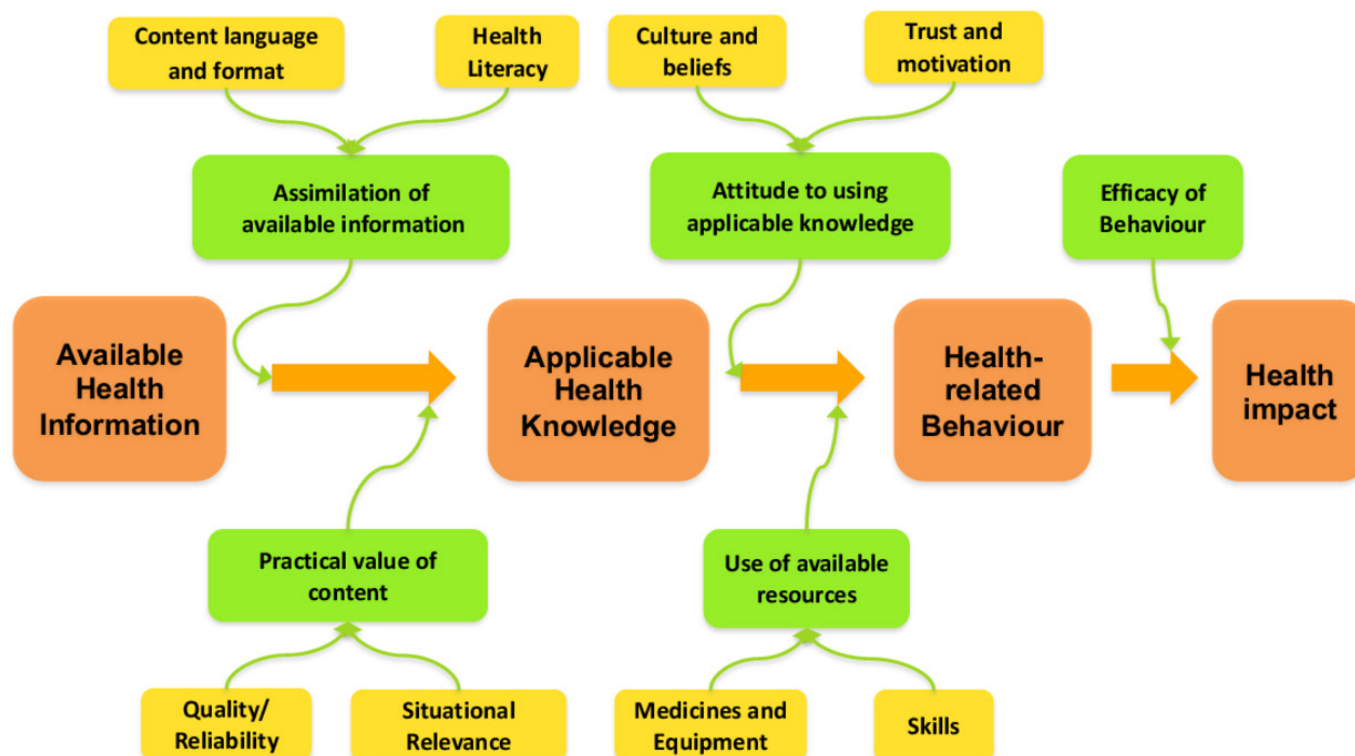 Content language
and format
Health
Literacy
Culture and
beliefs
Trust and
motivation
Assimilation of
available information
Attitude to using
applicable knowledge
Efficacy of
Behaviour
Available
Health
Information
Applicable
Health
Knowledge
Health-
related
Behaviour
Health
impact
Practical value of
content
Use of available
resources
Quality/
Reliability
Situational
Relevance
Medicines and
Equipment
Skills